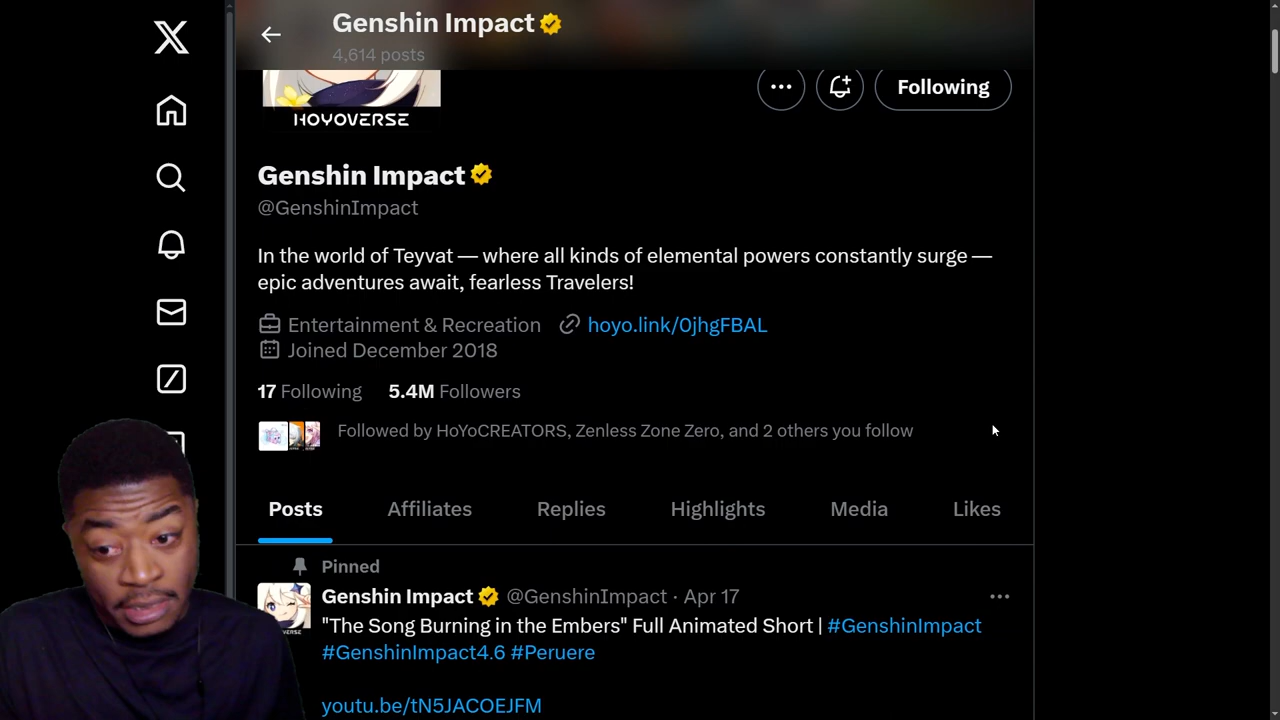 Genshin Impact
4,614 posts
HOYOVERSE
Following
Genshin Impact
@GenshinImpact
In the world of Teyvat — where all kinds of elemental powers constantly surge —
epic adventures await, fearless Travelers!
Entertainment & Recreation hoyo.link/0jhgFBAL
Joined December 2018
17 Following 5.4M Followers
Followed by HoYoCREATORS, Zenless Zone Zero, and 2 others you follow
Posts Affiliates Replies Highlights Media Likes
Pinned
Genshin Impact @GenshinImpact · Apr 17
"The Song Burning in the Embers" Full Animated Short | #GenshinImpact
#GenshinImpact4.6 #Peruere
youtu.be/tN5JACOEJFM